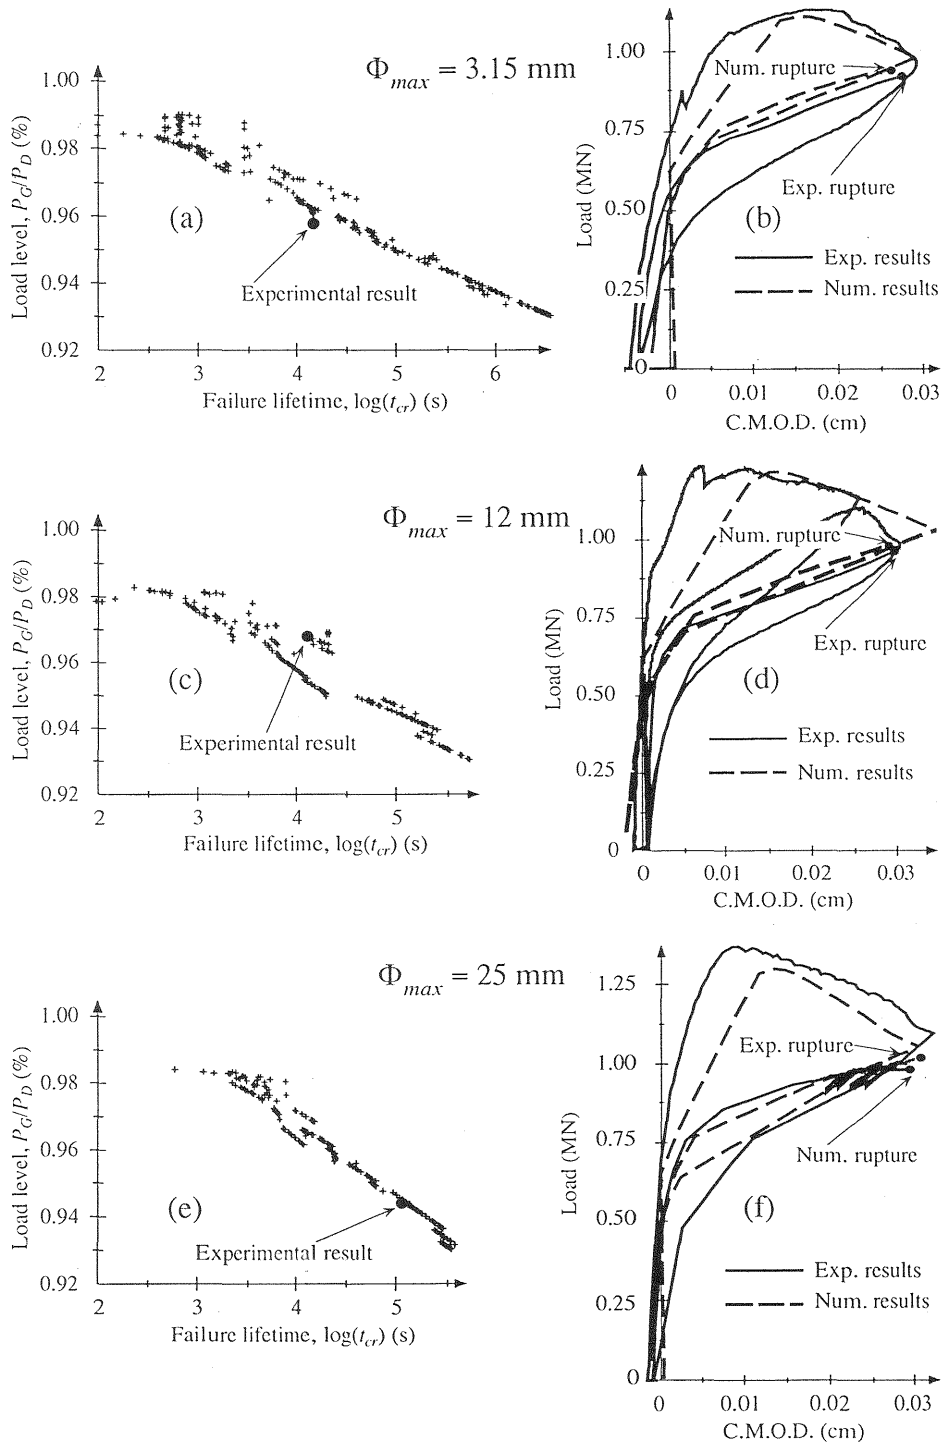 Φmax = 3.15 mm
Load level, PG/PD (%)
1.00
0.98
0.96
0.94
0.92
(a)
Experimental result
2 3 4 5 6
Failure lifetime, log(tcr) (s)
Load (MN)
1.00
0.75
0.50
0.25
0
Num. rupture
Exp. rupture
(b)
Exp. results
Num. results
0 0.01 0.02 0.03
C.M.O.D. (cm)
Φmax = 12 mm
Load level, PG/PD (%)
1.00
0.98
0.96
0.94
0.92
(c)
Experimental result
2 3 4 5
Failure lifetime, log(tcr) (s)
Load (MN)
1.00
0.75
0.50
0.25
0
Num. rupture
Exp. rupture
(d)
Exp. results
Num. results
0 0.01 0.02 0.03
C.M.O.D. (cm)
Φmax = 25 mm
Load level, PG/PD (%)
1.00
0.98
0.96
0.94
0.92
(e)
Experimental result
2 3 4 5
Failure lifetime, log(tcr) (s)
Load (MN)
1.25
1.00
0.75
0.50
0.25
0
Exp. rupture
Num. rupture
(f)
Exp. results
Num. results
0 0.01 0.02 0.03
C.M.O.D. (cm)